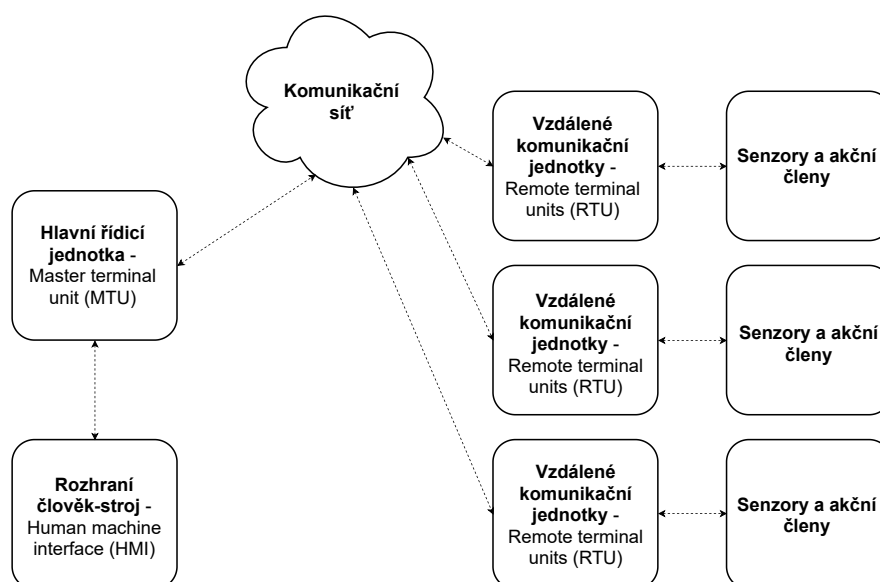 Komunikační
síť
Hlavní řídicí
jednotka -
Master terminal
unit (MTU)
Rozhraní
člověk-stroj -
Human machine
interface (HMI)
Vzdálené
komunikační
jednotky -
Remote terminal
units (RTU)
Senzory a akční
členy
Vzdálené
komunikační
jednotky -
Remote terminal
units (RTU)
Senzory a akční
členy
Vzdálené
komunikační
jednotky -
Remote terminal
units (RTU)
Senzory a akční
členy